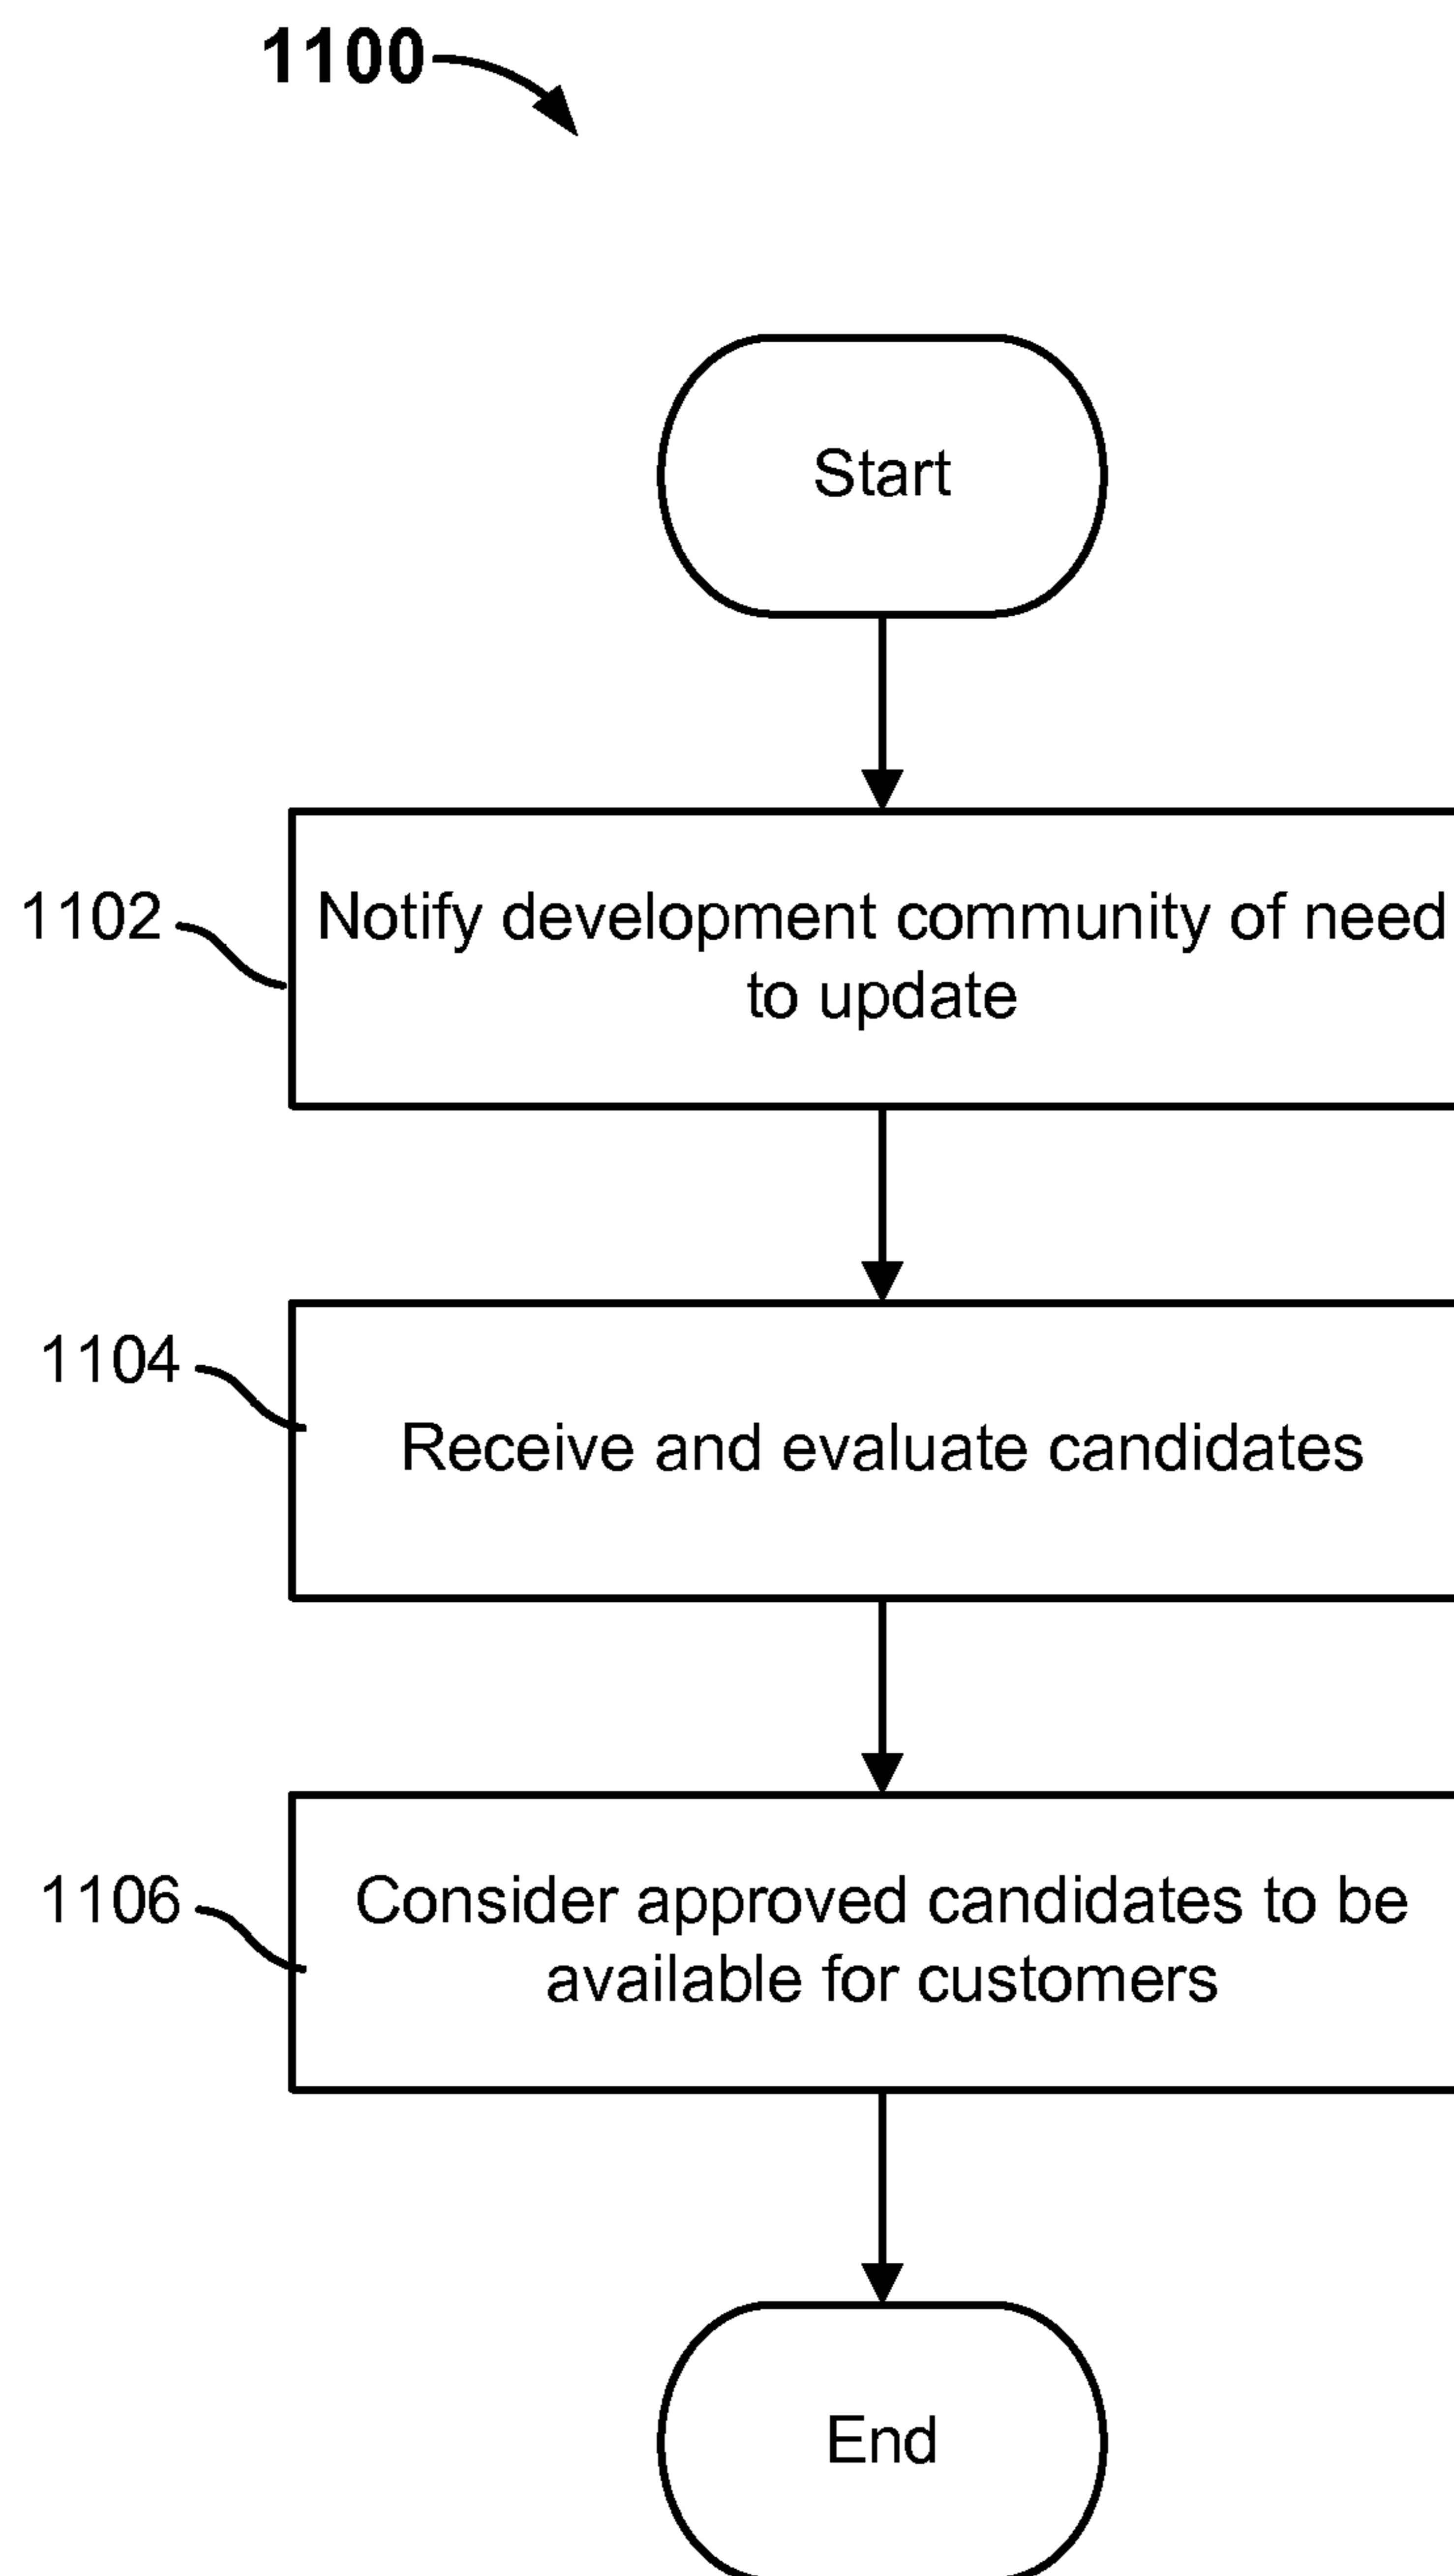 1100
Start
1102
Notify development community of need
to update
1104
Receive and evaluate candidates
1106
Consider approved candidates to be
available for customers
End